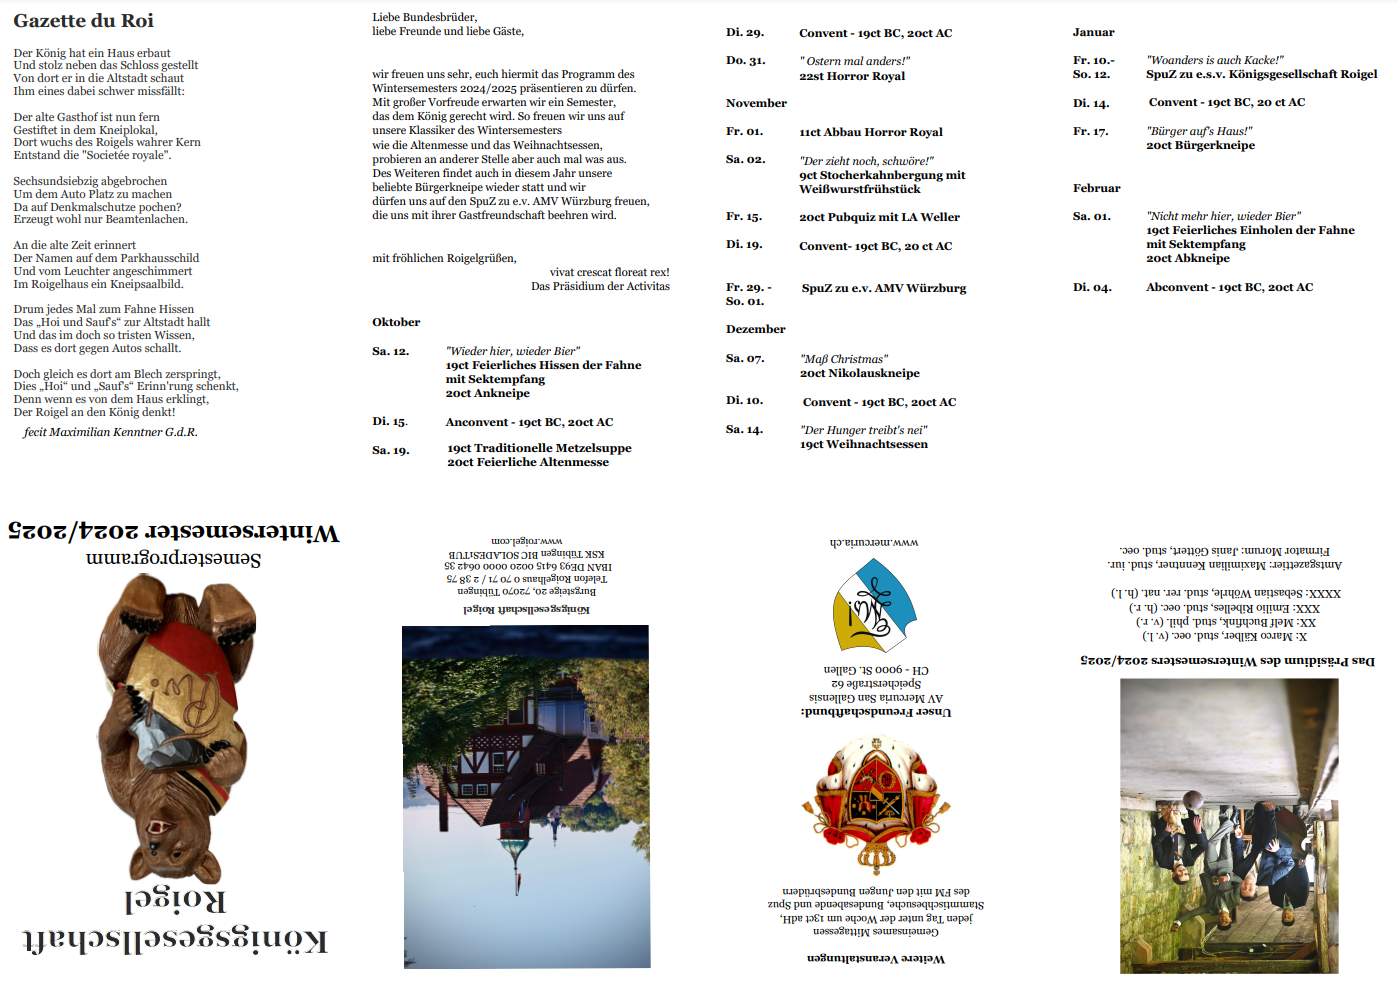 Gazette du Roi
Der König hat ein Haus erbaut
Und stolz neben das Schloss gestellt
Von dort er in die Altstadt schaut
Ihm eines dabei schwer missfällt:
Der alte Gasthof ist nun fern
Gestiftet in dem Kneiplokal,
Dort wuchs des Roigels wahrer Kern
Entstand die "Societée royale".
Sechsundsiebzig abgebrochen
Um dem Auto Platz zu machen
Da auf Denkmalschutze pochen?
Erzeugt wohl nur Beamtenlachen.
An die alte Zeit erinnert
Der Namen auf dem Parkhausschild
Und vom Leuchter angeschimmert
Im Roigelhaus ein Kneipsaalbild.
Drum jedes Mal zum Fahne Hissen
Das „Hoi und Sauf's“ zur Altstadt hallt
Und das im doch so tristen Wissen,
Dass es dort gegen Autos schallt.
Doch gleich es dort am Blech zerspringt,
Dies „Hoi“ und „Sauf's“ Erinn'rung schenkt,
Denn wenn es von dem Haus erklingt,
Der Roigel an den König denkt!
fecit Maximilian Kenntner G.d.R.
Liebe Bundesbrüder,
liebe Freunde und liebe Gäste,
wir freuen uns sehr, euch hiermit das Programm des
Wintersemesters 2024/2025 präsentieren zu dürfen.
Mit großer Vorfreude erwarten wir ein Semester,
das dem König gerecht wird. So freuen wir uns auf
unsere Klassiker des Wintersemesters
wie die Altenmesse und das Weihnachtsessen,
probieren an anderer Stelle aber auch mal was aus.
Des Weiteren findet auch in diesem Jahr unsere
beliebte Bürgerkneipe wieder statt und wir
dürfen uns auf den SpuZ zu e.v. AMV Würzburg freuen,
die uns mit ihrer Gastfreundschaft beehren wird.
mit fröhlichen Roigelgrüßen,
vivat crescat floreat rex!
Das Präsidium der Activitas
Oktober
Sa. 12. "Wieder hier, wieder Bier"
19ct Feierliches Hissen der Fahne
mit Sektempfang
20ct Ankneipe
Di. 15. Anconvent - 19ct BC, 20ct AC
Sa. 19. 19ct Traditionelle Metzelsuppe
20ct Feierliche Altenmesse
Di. 29. Convent - 19ct BC, 20ct AC
Do. 31. " Ostern mal anders!"
22st Horror Royal
November
Fr. 01. 11ct Abbau Horror Royal
Sa. 02. "Der zieht noch, schwöre!"
9ct Stocherkahnbergung mit
Weißwurstfrühstück
Fr. 15. 20ct Pubquiz mit LA Weller
Di. 19. Convent- 19ct BC, 20 ct AC
Fr. 29. - SpuZ zu e.v. AMV Würzburg
So. 01.
Dezember
Sa. 07. "Maß Christmas"
20ct Nikolauskneipe
Di. 10. Convent - 19ct BC, 20ct AC
Sa. 14. "Der Hunger treibt's nei"
19ct Weihnachtsessen
Januar
Fr. 10.- "Woanders is auch Kacke!"
So. 12. SpuZ zu e.s.v. Königsgesellschaft Roigel
Di. 14. Convent - 19ct BC, 20 ct AC
Fr. 17. "Bürger auf's Haus!"
20ct Bürgerkneipe
Februar
Sa. 01. "Nicht mehr hier, wieder Bier"
19ct Feierliches Einholen der Fahne
mit Sektempfang
20ct Abkneipe
Di. 04. Abconvent - 19ct BC, 20ct AC
Königsgesellschaft
Roigel
Semesterprogramm
Wintersemester 2024/2025
Königsgesellschaft Roigel
Burgsteige 20, 72070 Tübingen
Telefon Roigelhaus 0 70 71 / 2 38 75
IBAN DE93 6415 0020 0000 0642 35
KSK Tübingen BIC SOLADES1TUB
www.roigel.com
Weitere Veranstaltungen
Gemeinsames Mittagessen
jeden Tag unter der Woche um 13ct adH,
Stammtischbesuche, Bundesabende und Spuz
des FM mit den Jungen Bundesbrüdern
Unser Freundschaftbund:
AV Mercuria San Gallensis
Speicherstraße 62
CH - 9000 St. Gallen
www.mercuria.ch
Das Präsidium des Wintersemesters 2024/2025
X: Marco Kälber, stud. oec. (v. l.)
XX: Melf Buchfink, stud. phil. (v. r.)
XXX: Emilio Ribelles, stud. oec. (h. r.)
XXXX: Sebastian Wöhrle, stud. rer. nat. (h. l.)
Amtsgazettier: Maximilian Kenntner, stud. iur.
Firmator Morum: Janis Göttert, stud. oec.